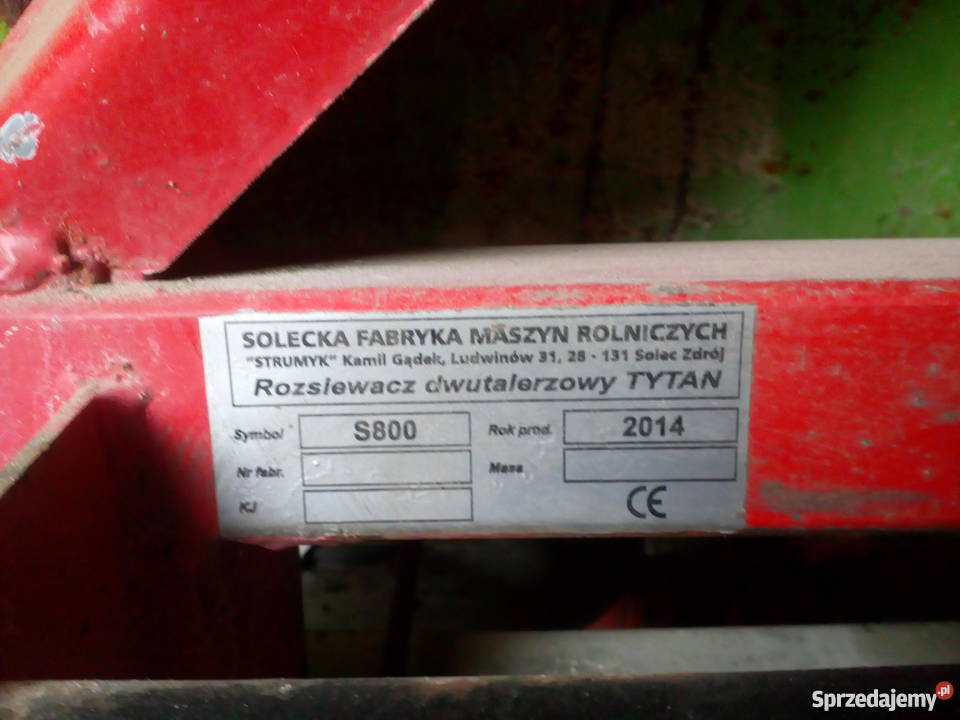 SOLECKA FABRYKA MASZYN ROLNICZYCH
"STRUMYK" Kamil Gądek, Ludwinów 31, 28 - 131 Solec Zdrój
Rozsiewacz dwutalerzowy TYTAN
Symbol S800 Rok prod. 2014
Nr fabr. Masa
KJ CE
Sprzedajemy.pl